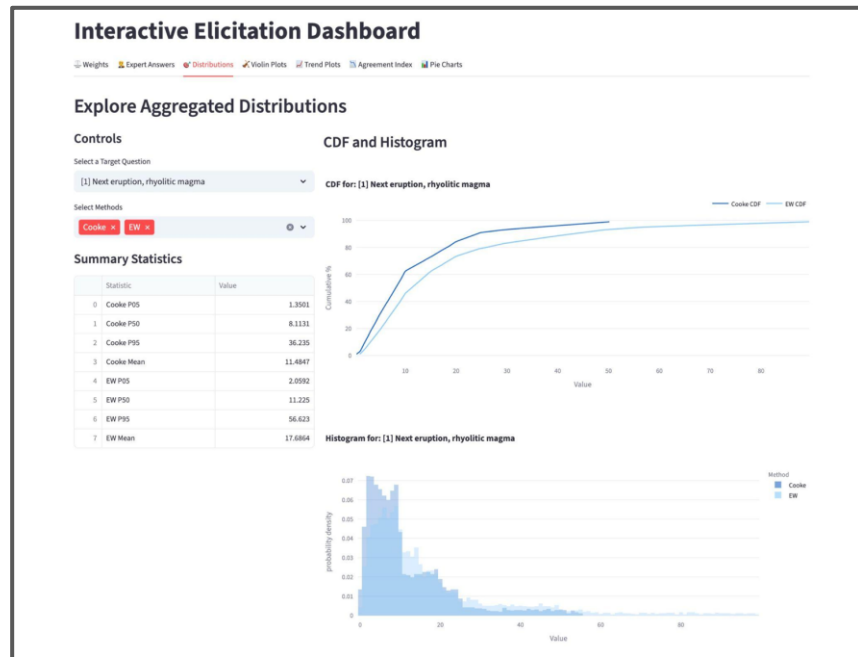 Interactive Elicitation Dashboard
Weights Expert Answers Distributions Violin Plots Trend Plots Agreement Index Pie Charts
Explore Aggregated Distributions
Controls
Select a Target Question
[1] Next eruption, rhyolitic magma
Select Methods
Cooke × EW ×
Summary Statistics
Statistic Value
0 Cooke P05 1.3501
1 Cooke P50 8.1131
2 Cooke P95 36.235
3 Cooke Mean 11.4847
4 EW P05 2.0592
5 EW P50 11.225
6 EW P95 56.623
7 EW Mean 17.6864
CDF and Histogram
CDF for: [1] Next eruption, rhyolitic magma
Cooke CDF EW CDF
Cumulative %
100
80
60
40
20
0
10 20 30 40 50 60 70 80
Value
Histogram for: [1] Next eruption, rhyolitic magma
Method
Cooke
EW
probability density
0.07
0.06
0.05
0.04
0.03
0.02
0.01
0
0 20 40 60 80
Value